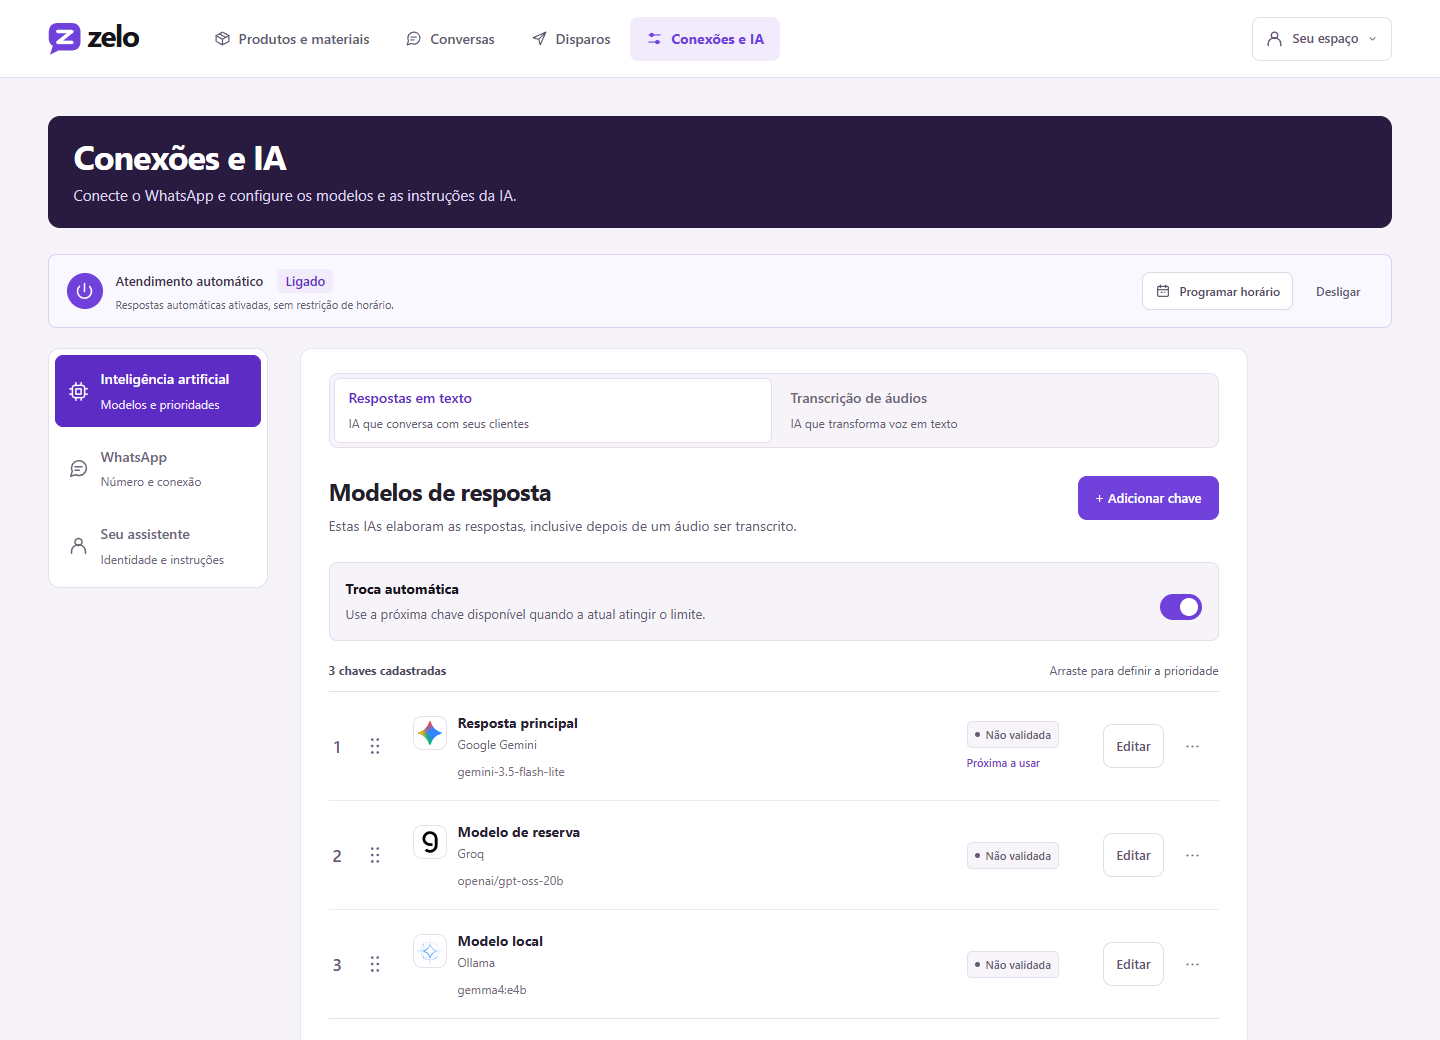 zelo
Produtos e materiais
Conversas
Disparos
Conexões e IA
Seu espaço
Conexões e IA
Conecte o WhatsApp e configure os modelos e as instruções da IA.
Atendimento automático
Ligado
Respostas automáticas ativadas, sem restrição de horário.
Programar horário
Desligar
Inteligência artificial
Modelos e prioridades
WhatsApp
Número e conexão
Seu assistente
Identidade e instruções
Respostas em texto
IA que conversa com seus clientes
Transcrição de áudios
IA que transforma voz em texto
Modelos de resposta
Estas IAs elaboram as respostas, inclusive depois de um áudio ser transcrito.
+ Adicionar chave
Troca automática
Use a próxima chave disponível quando a atual atingir o limite.
3 chaves cadastradas
Arraste para definir a prioridade
1
Resposta principal
Google Gemini
gemini-3.5-flash-lite
Não validada
Próxima a usar
Editar
2
Modelo de reserva
Groq
openai/gpt-oss-20b
Não validada
Editar
3
Modelo local
Ollama
gemma4:e4b
Não validada
Editar